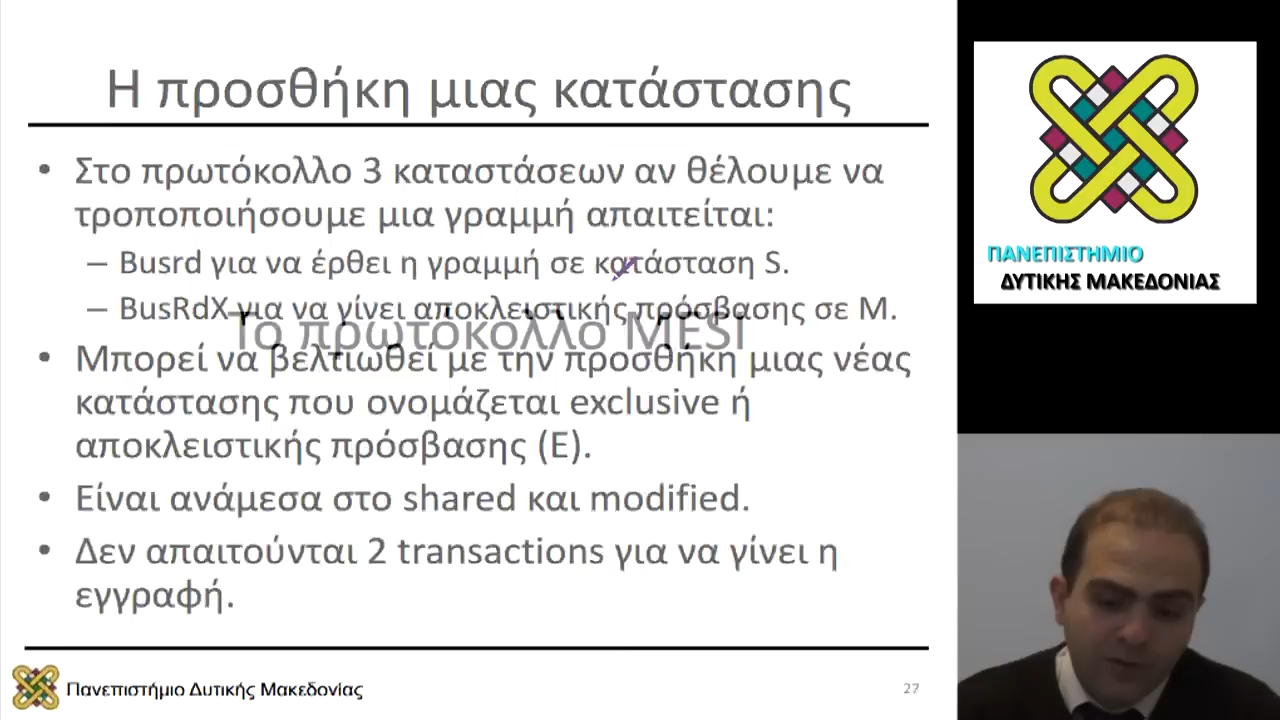 Η προσθήκη μιας κατάστασης
• Στο πρωτόκολλο 3 καταστάσεων αν θέλουμε να
τροποποιήσουμε μια γραμμή απαιτείται:
– Busrd για να έρθει η γραμμή σε κατάσταση S.
– BusRdX για να γίνει αποκλειστικής πρόσβασης σε M.
Το πρωτόκολλο MESI
• Μπορεί να βελτιωθεί με την προσθήκη μιας νέας
κατάστασης που ονομάζεται exclusive ή
αποκλειστικής πρόσβασης (E).
• Είναι ανάμεσα στο shared και modified.
• Δεν απαιτούνται 2 transactions για να γίνει η
εγγραφή.
Πανεπιστήμιο Δυτικής Μακεδονίας
27
ΠΑΝΕΠΙΣΤΗΜΙΟ
ΔΥΤΙΚΗΣ ΜΑΚΕΔΟΝΙΑΣ